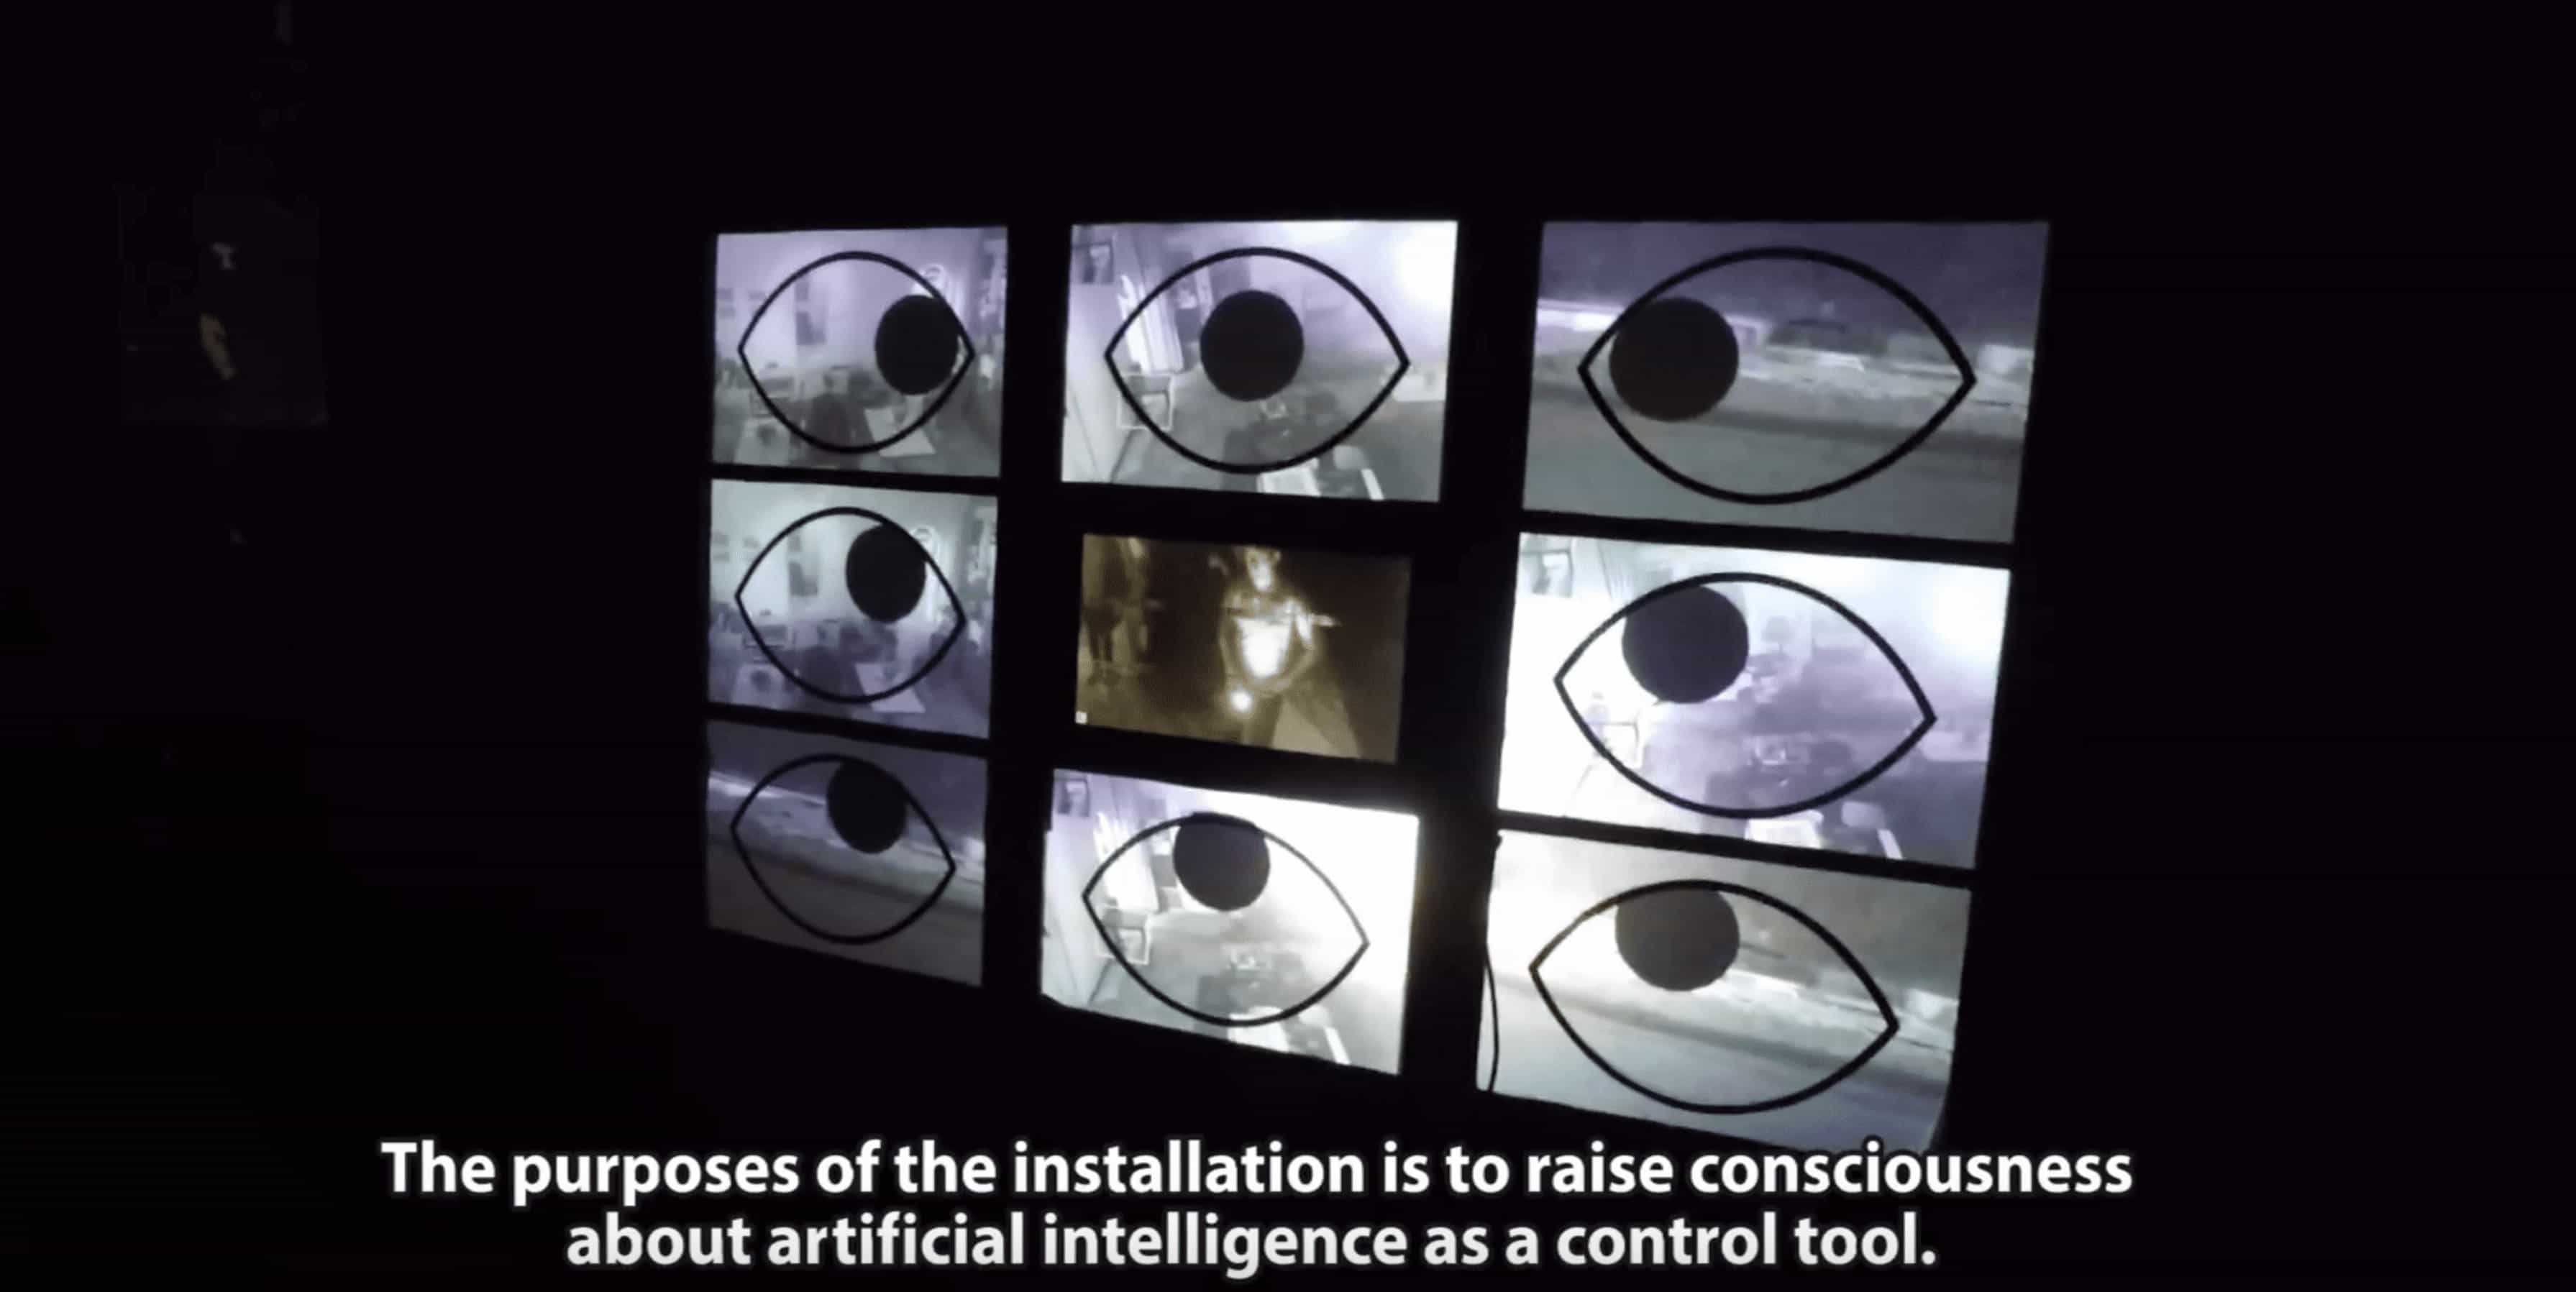 The purposes of the installation is to raise consciousness
about artificial intelligence as a control tool.